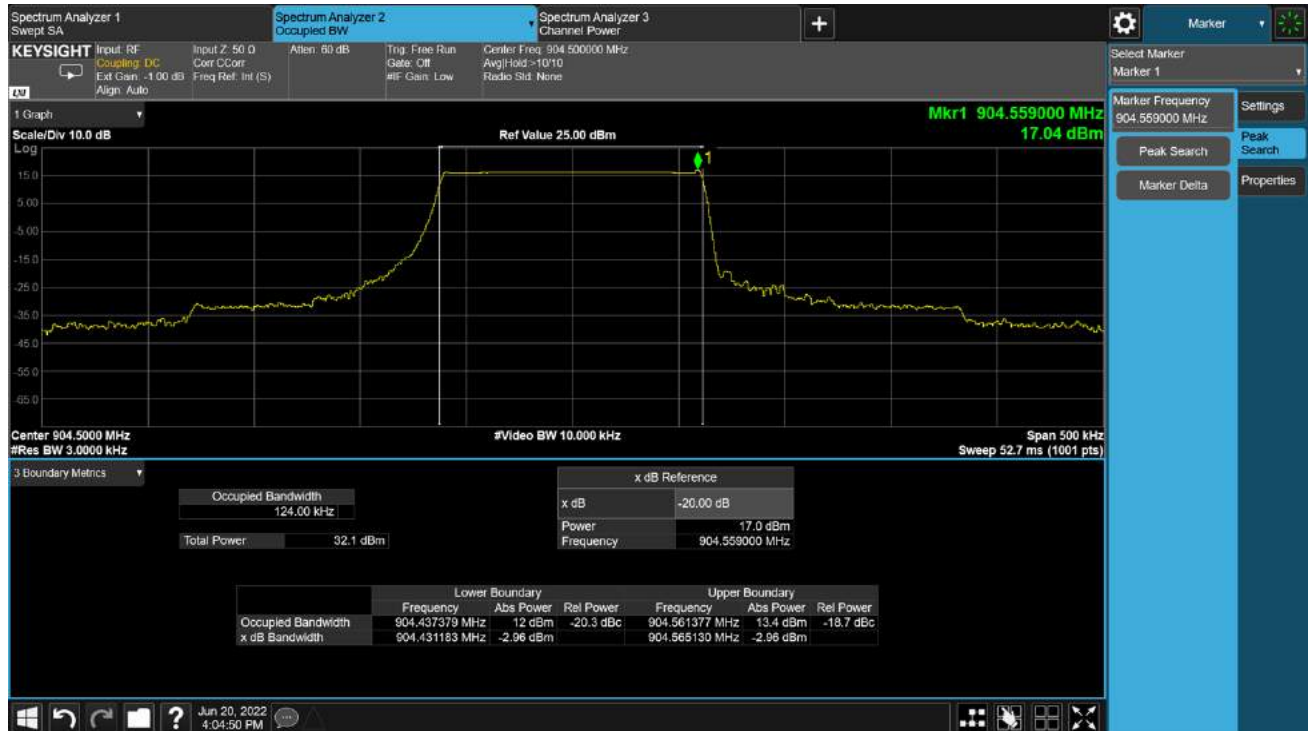 Spectrum Analyzer 1
Swept SA
Spectrum Analyzer 2
Occupied BW
Spectrum Analyzer 3
Channel Power
+
Marker
KEYSIGHT
Input: RF
Coupling: DC
Ext Gain: -1.00 dB
Align: Auto
Input Z: 50 Ω
Corr CCorr
Freq Ref: Int (S)
Atten: 60 dB
Trig: Free Run
Gate: Off
#IF Gain: Low
Center Freq: 904.500000 MHz
Avg|Hold:>10/10
Radio Std: None
LXI
Select Marker
Marker 1
Marker Frequency
904.559000 MHz
Peak Search
Marker Delta
Settings
Peak
Search
Properties
1 Graph
Mkr1 904.559000 MHz
17.04 dBm
Scale/Div 10.0 dB
Ref Value 25.00 dBm
Log
1
15.0
5.00
-5.00
-15.0
-25.0
-35.0
-45.0
-55.0
-65.0
Center 904.5000 MHz
#Video BW 10.000 kHz
Span 500 kHz
#Res BW 3.0000 kHz
Sweep 52.7 ms (1001 pts)
3 Boundary Metrics
Occupied Bandwidth
124.00 kHz
Total Power 32.1 dBm
x dB Reference
x dB -20.00 dB
Power 17.0 dBm
Frequency 904.559000 MHz
Lower Boundary Upper Boundary
Frequency Abs Power Rel Power Frequency Abs Power Rel Power
Occupied Bandwidth 904.437379 MHz 12 dBm -20.3 dBc 904.561377 MHz 13.4 dBm -18.7 dBc
x dB Bandwidth 904.431183 MHz -2.96 dBm 904.565130 MHz -2.96 dBm
?
Jun 20, 2022
4:04:50 PM